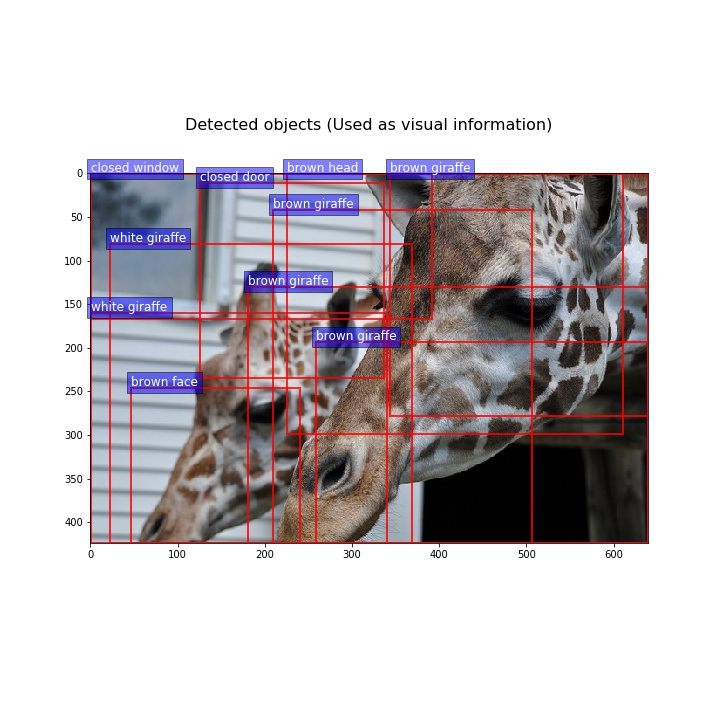 Detected objects (Used as visual information)
closed window
closed door
brown head
brown giraffe
brown giraffe
white giraffe
brown giraffe
white giraffe
brown giraffe
brown face
0
50
100
150
200
250
300
350
400
0
100
200
300
400
500
600